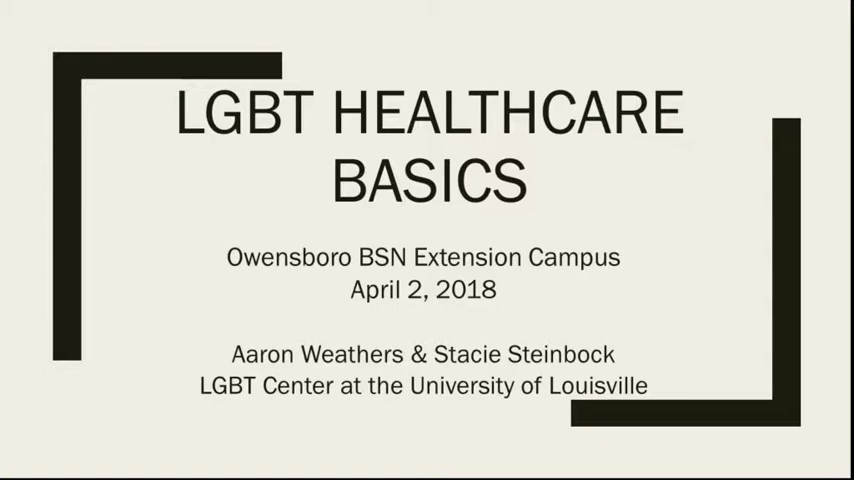 LGBT HEALTHCARE
BASICS
Owensboro BSN Extension Campus
April 2, 2018
Aaron Weathers & Stacie Steinbock
LGBT Center at the University of Louisville